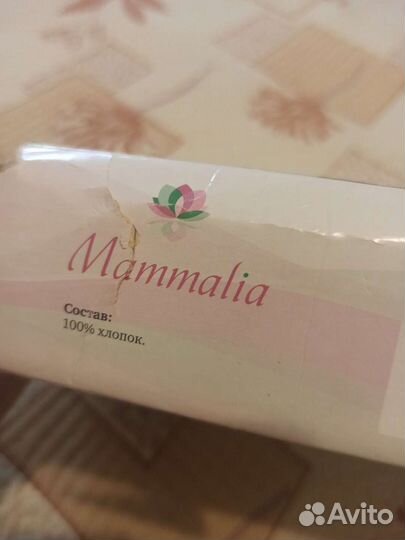 Mammalia
Состав:
100% хлопок.
Avito